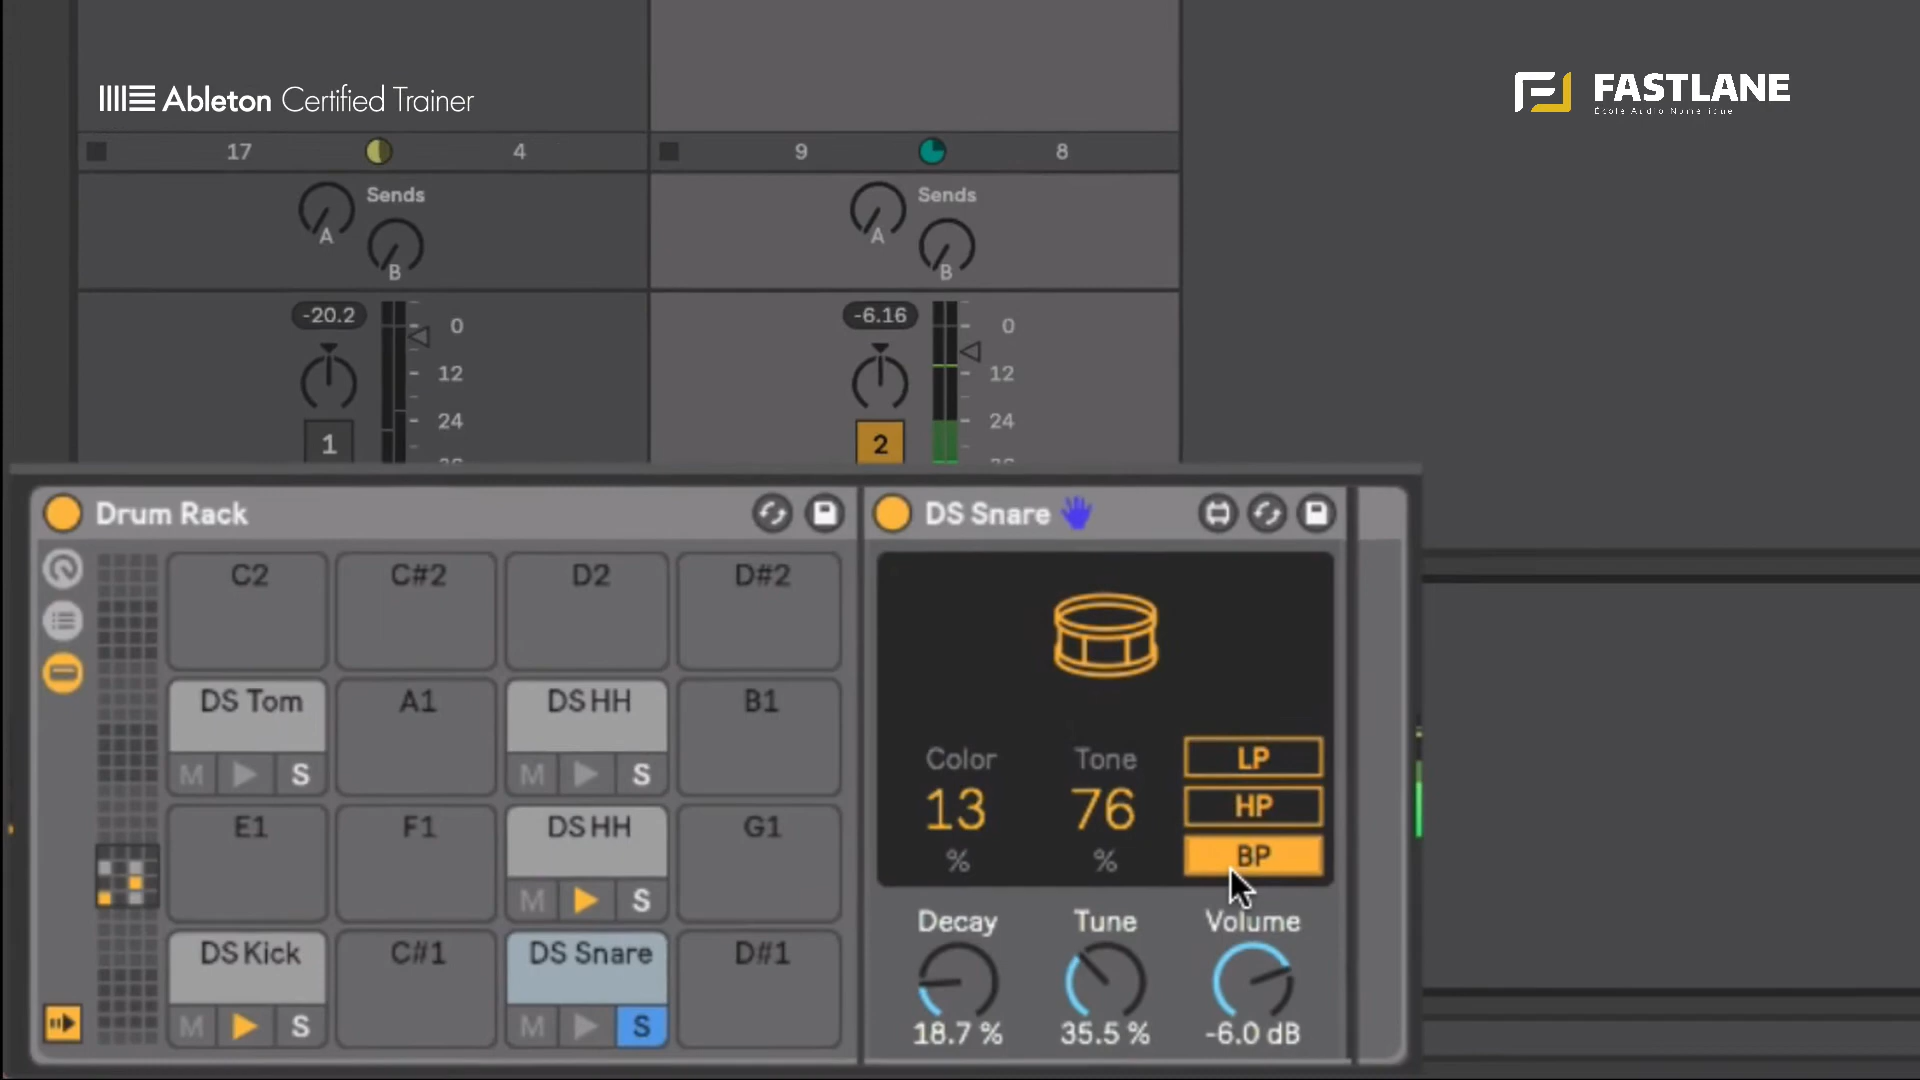 Ableton Certified Trainer
FASTLANE
École Audio Numérique
17 4 9 8
Sends Sends
A A
B B
-20.2 0 -6.16 0
12 12
24 24
1 2
Drum Rack DS Snare
C2 C#2 D2 D#2
DS Tom A1 DS HH B1
M S M S
Color Tone LP
13 76 HP
% % BP
E1 F1 DS HH G1
M S
Decay Tune Volume
DS Kick C#1 DS Snare D#1
M S M S
18.7 % 35.5 % -6.0 dB